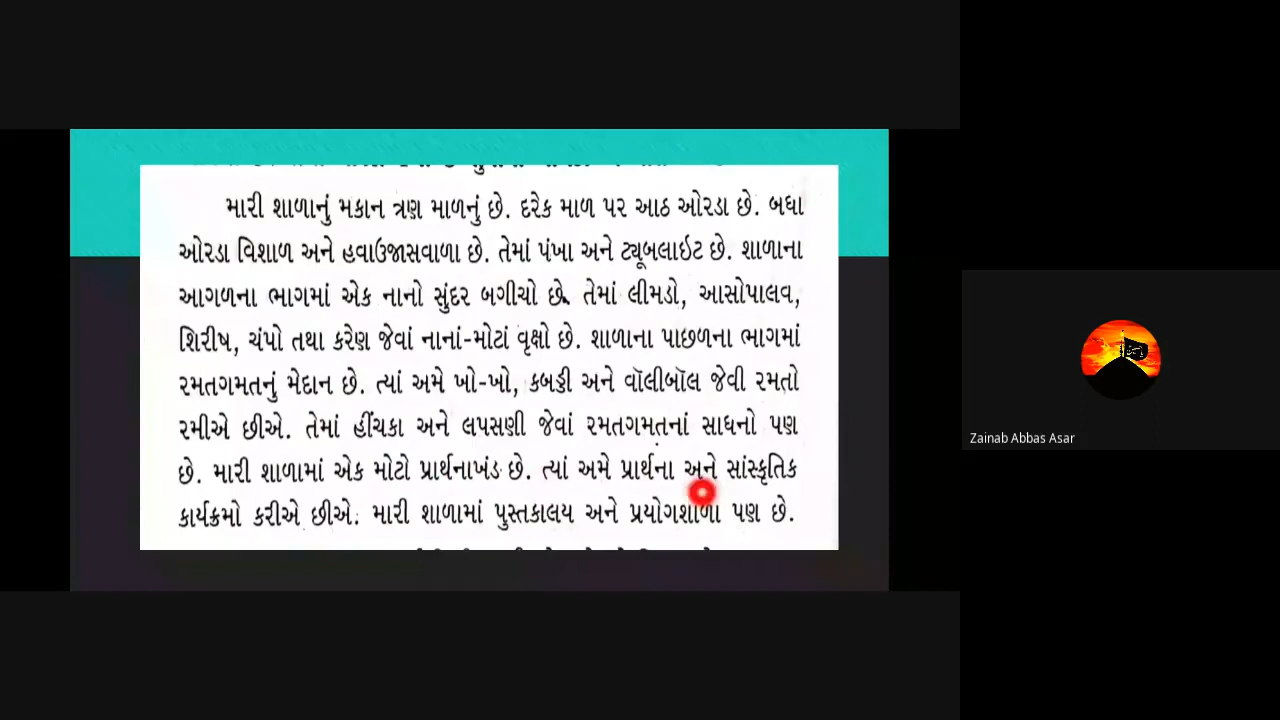 મારી શાળાનું મકાન ત્રણ માળનું છે. દરેક માળ પર આઠ ઓરડા છે. બધા
ઓરડા વિશાળ અને હવાઉજાસવાળા છે. તેમાં પંખા અને ટ્યૂબલાઇટ છે. શાળાના
આગળના ભાગમાં એક નાનો સુંદર બગીચો છે. તેમાં લીમડો, આસોપાલવ,
શિરીષ, ચંપો તથા કરેણ જેવાં નાનાં-મોટાં વૃક્ષો છે. શાળાના પાછળના ભાગમાં
રમતગમતનું મેદાન છે. ત્યાં અમે ખો-ખો, કબડ્ડી અને વૉલીબૉલ જેવી રમતો
રમીએ છીએ. તેમાં હીંચકા અને લપસણી જેવાં રમતગમતનાં સાધનો પણ
છે. મારી શાળામાં એક મોટો પ્રાર્થનાખંડ છે. ત્યાં અમે પ્રાર્થના અને સાંસ્કૃતિક
કાર્યક્રમો કરીએ છીએ. મારી શાળામાં પુસ્તકાલય અને પ્રયોગશાળા પણ છે.
Zainab Abbas Asar